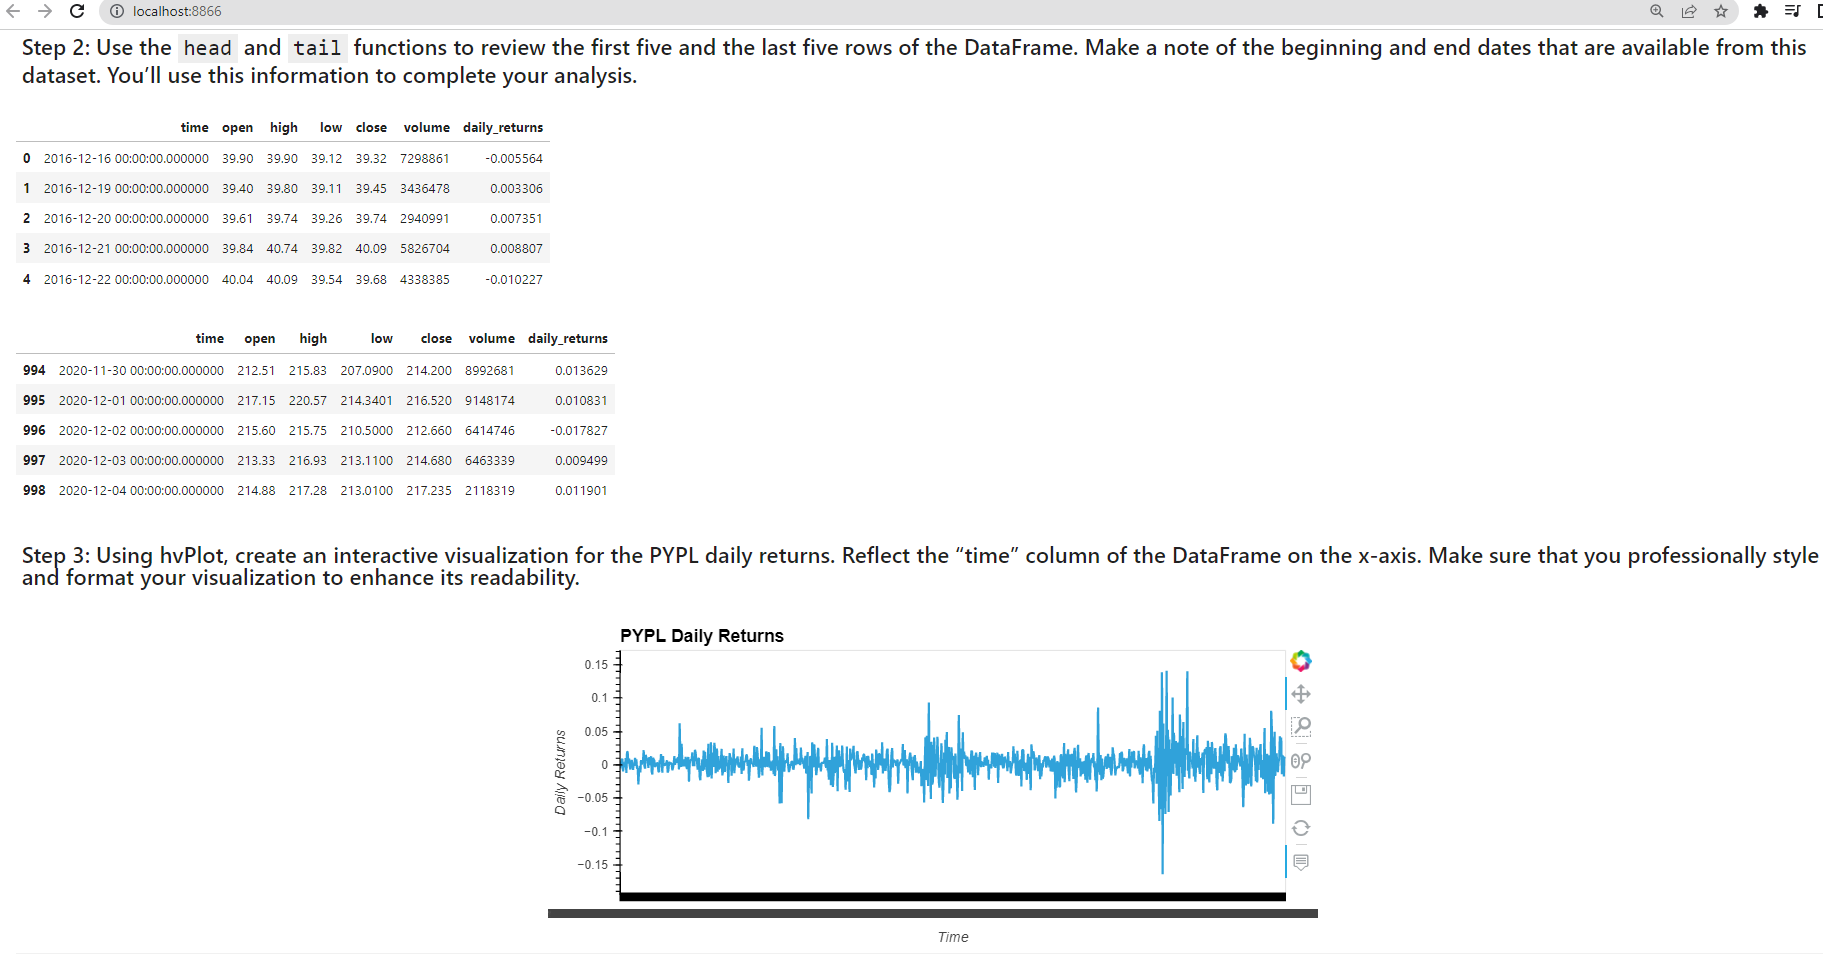 localhost:8866
Step 2: Use the head and tail functions to review the first five and the last five rows of the DataFrame. Make a note of the beginning and end dates that are available from this
dataset. You’ll use this information to complete your analysis.
time open high low close volume daily_returns
0 2016-12-16 00:00:00.000000 39.90 39.90 39.12 39.32 7298861 -0.005564
1 2016-12-19 00:00:00.000000 39.40 39.80 39.11 39.45 3436478 0.003306
2 2016-12-20 00:00:00.000000 39.61 39.74 39.26 39.74 2940991 0.007351
3 2016-12-21 00:00:00.000000 39.84 40.74 39.82 40.09 5826704 0.008807
4 2016-12-22 00:00:00.000000 40.04 40.09 39.54 39.68 4338385 -0.010227
time open high low close volume daily_returns
994 2020-11-30 00:00:00.000000 212.51 215.83 207.0900 214.200 8992681 0.013629
995 2020-12-01 00:00:00.000000 217.15 220.57 214.3401 216.520 9148174 0.010831
996 2020-12-02 00:00:00.000000 215.60 215.75 210.5000 212.660 6414746 -0.017827
997 2020-12-03 00:00:00.000000 213.33 216.93 213.1100 214.680 6463339 0.009499
998 2020-12-04 00:00:00.000000 214.88 217.28 213.0100 217.235 2118319 0.011901
Step 3: Using hvPlot, create an interactive visualization for the PYPL daily returns. Reflect the “time” column of the DataFrame on the x-axis. Make sure that you professionally style
and format your visualization to enhance its readability.
PYPL Daily Returns
0.15
0.1
0.05
0
−0.05
−0.1
−0.15
Daily Returns
Time